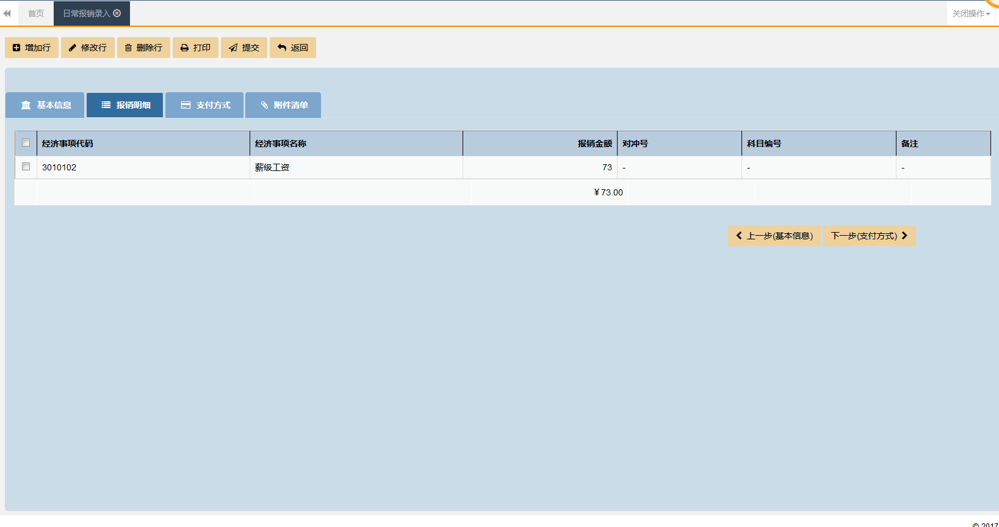 首页 日常报销录入 关闭操作
增加行 修改行 删除行 打印 提交 返回
基本信息 报销明细 支付方式 附件清单
经济事项代码 经济事项名称 报销金额 对冲号 科目编号 备注
3010102 薪级工资 73 - - -
¥73.00
上一步(基本信息) 下一步(支付方式)
© 2017